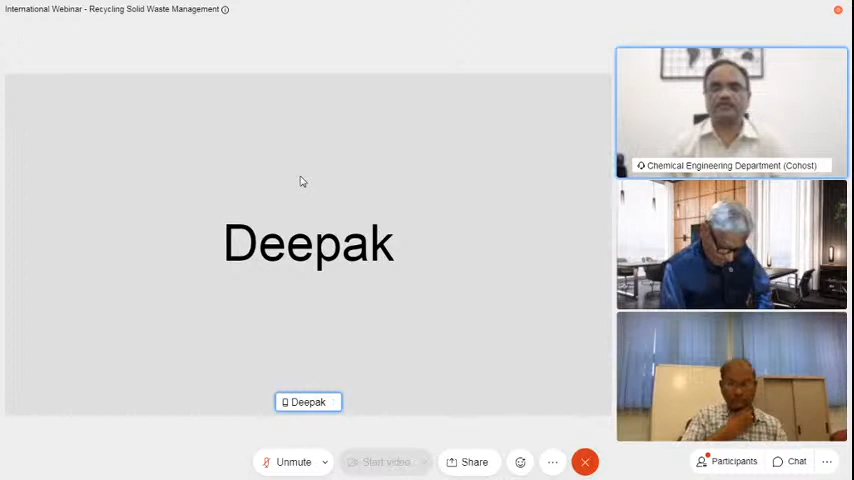 International Webinar - Recycling Solid Waste Management
Chemical Engineering Department (Cohost)
Deepak
Deepak
Unmute
Start video
Share
Participants
Chat